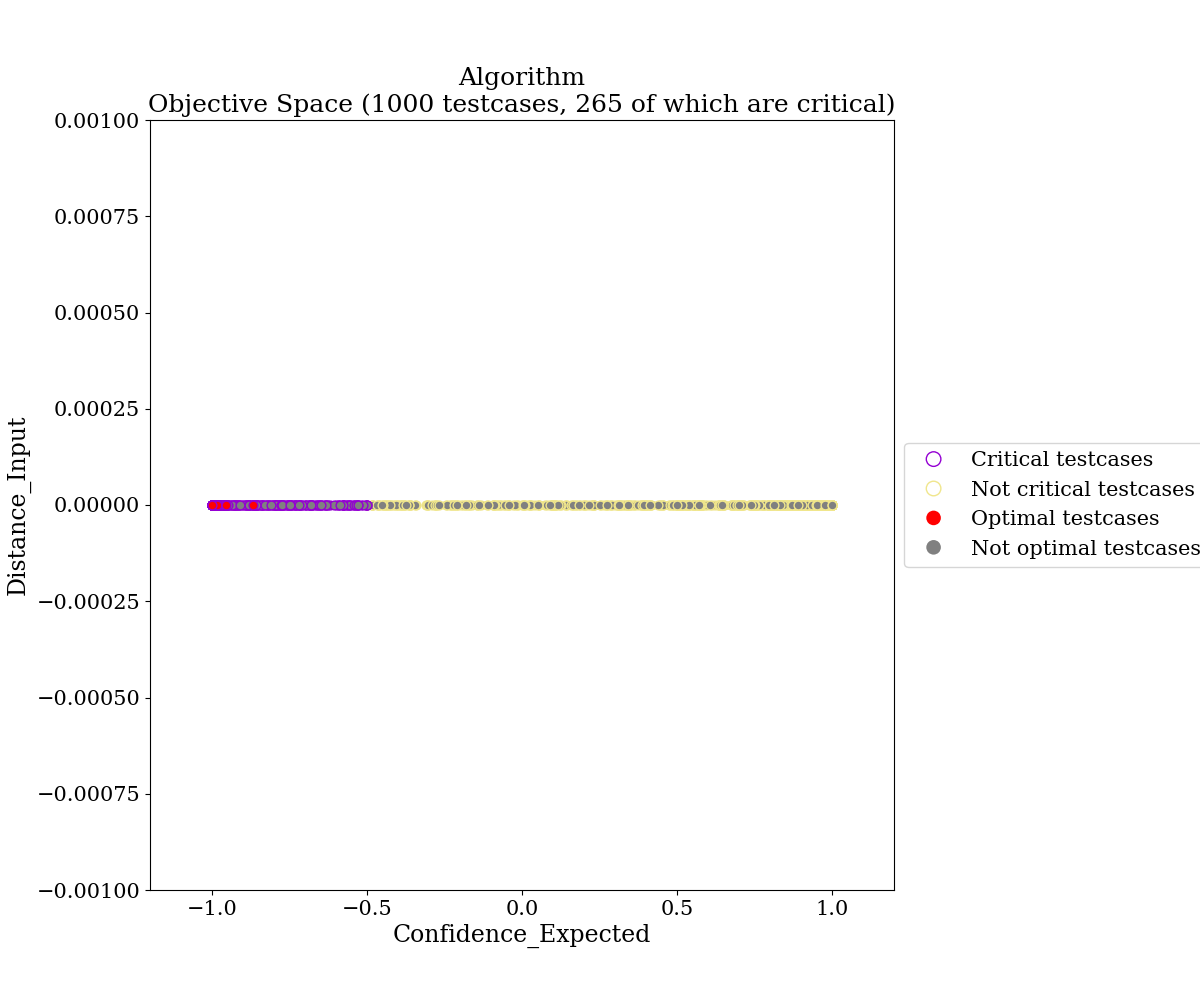 Algorithm
Objective Space (1000 testcases, 265 of which are critical)
0.00100
0.00075
0.00050
0.00025
0.00000
−0.00025
−0.00050
−0.00075
−0.00100
Distance_Input
−1.0
−0.5
0.0
0.5
1.0
Confidence_Expected
Critical testcases
Not critical testcases
Optimal testcases
Not optimal testcases